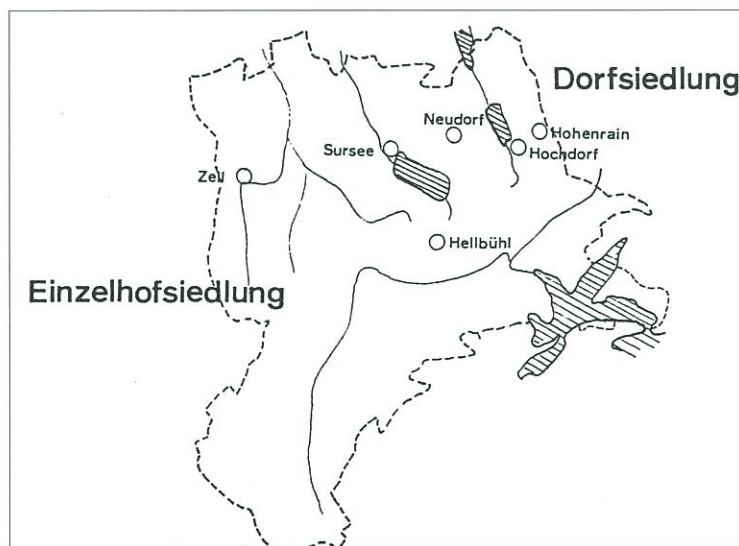 Dorfsiedlung
Neudorf
Hohenrain
Sursee
Hochdorf
Zell
Hellbühl
Einzelhofsiedlung